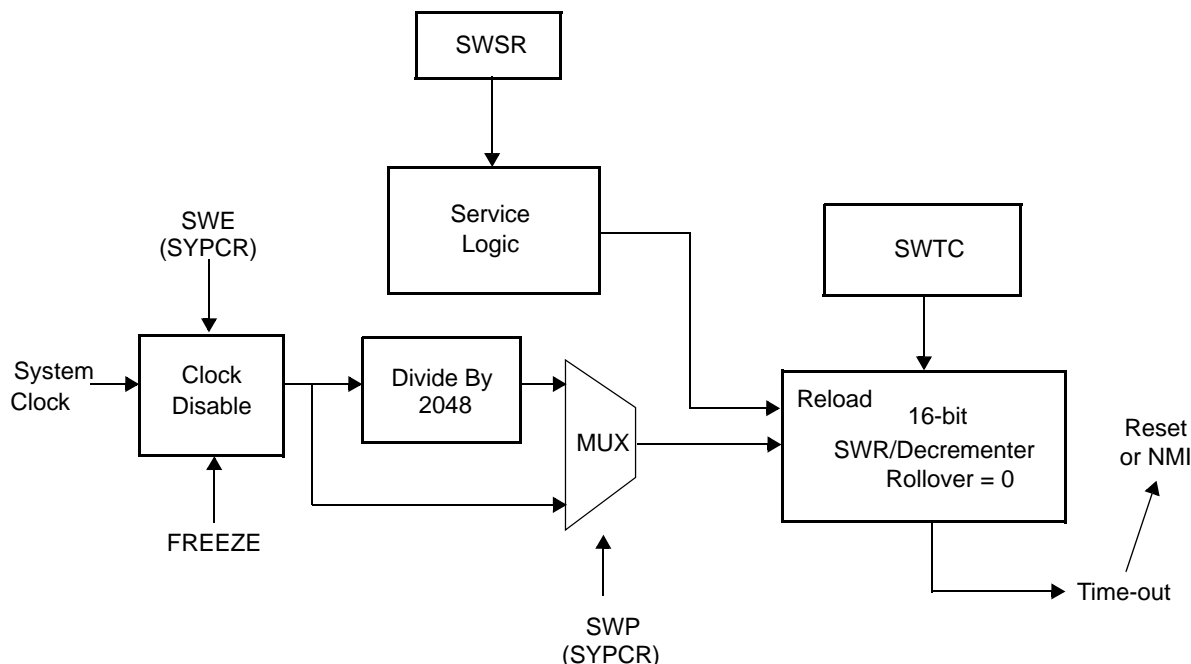 SWSR
Service
Logic
SWE
(SYPCR)
SWTC
System
Clock
Clock
Disable
Divide By
2048
MUX
Reload
16-bit
SWR/Decrementer
Rollover = 0
Reset
or NMI
FREEZE
Time-out
SWP
(SYPCR)